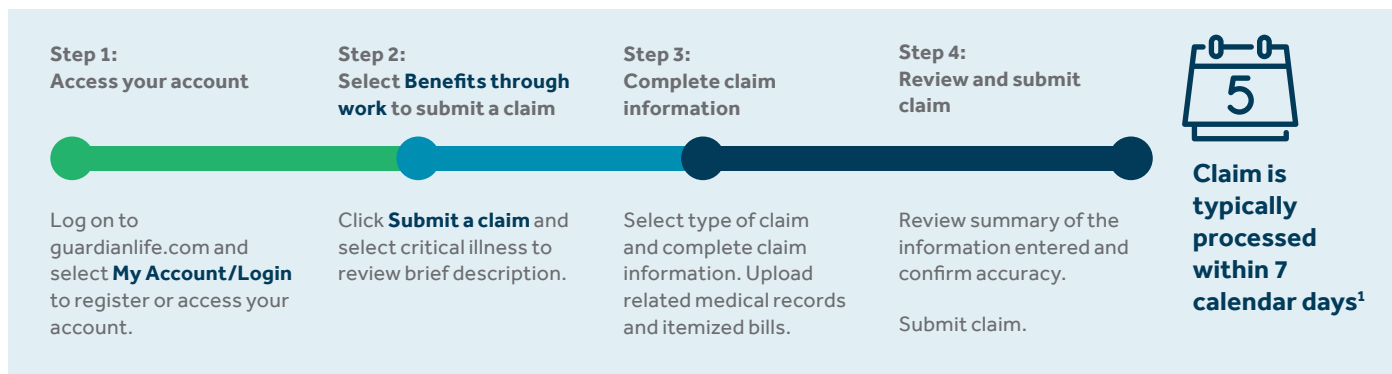 Step 1:
Access your account
Step 2:
Select Benefits through
work to submit a claim
Step 3:
Complete claim
information
Step 4:
Review and submit
claim
5
Log on to
guardianlife.com and
select My Account/Login
to register or access your
account.
Click Submit a claim and
select critical illness to
review brief description.
Select type of claim
and complete claim
information. Upload
related medical records
and itemized bills.
Review summary of the
information entered and
confirm accuracy.
Submit claim.
Claim is
typically
processed
within 7
calendar days¹